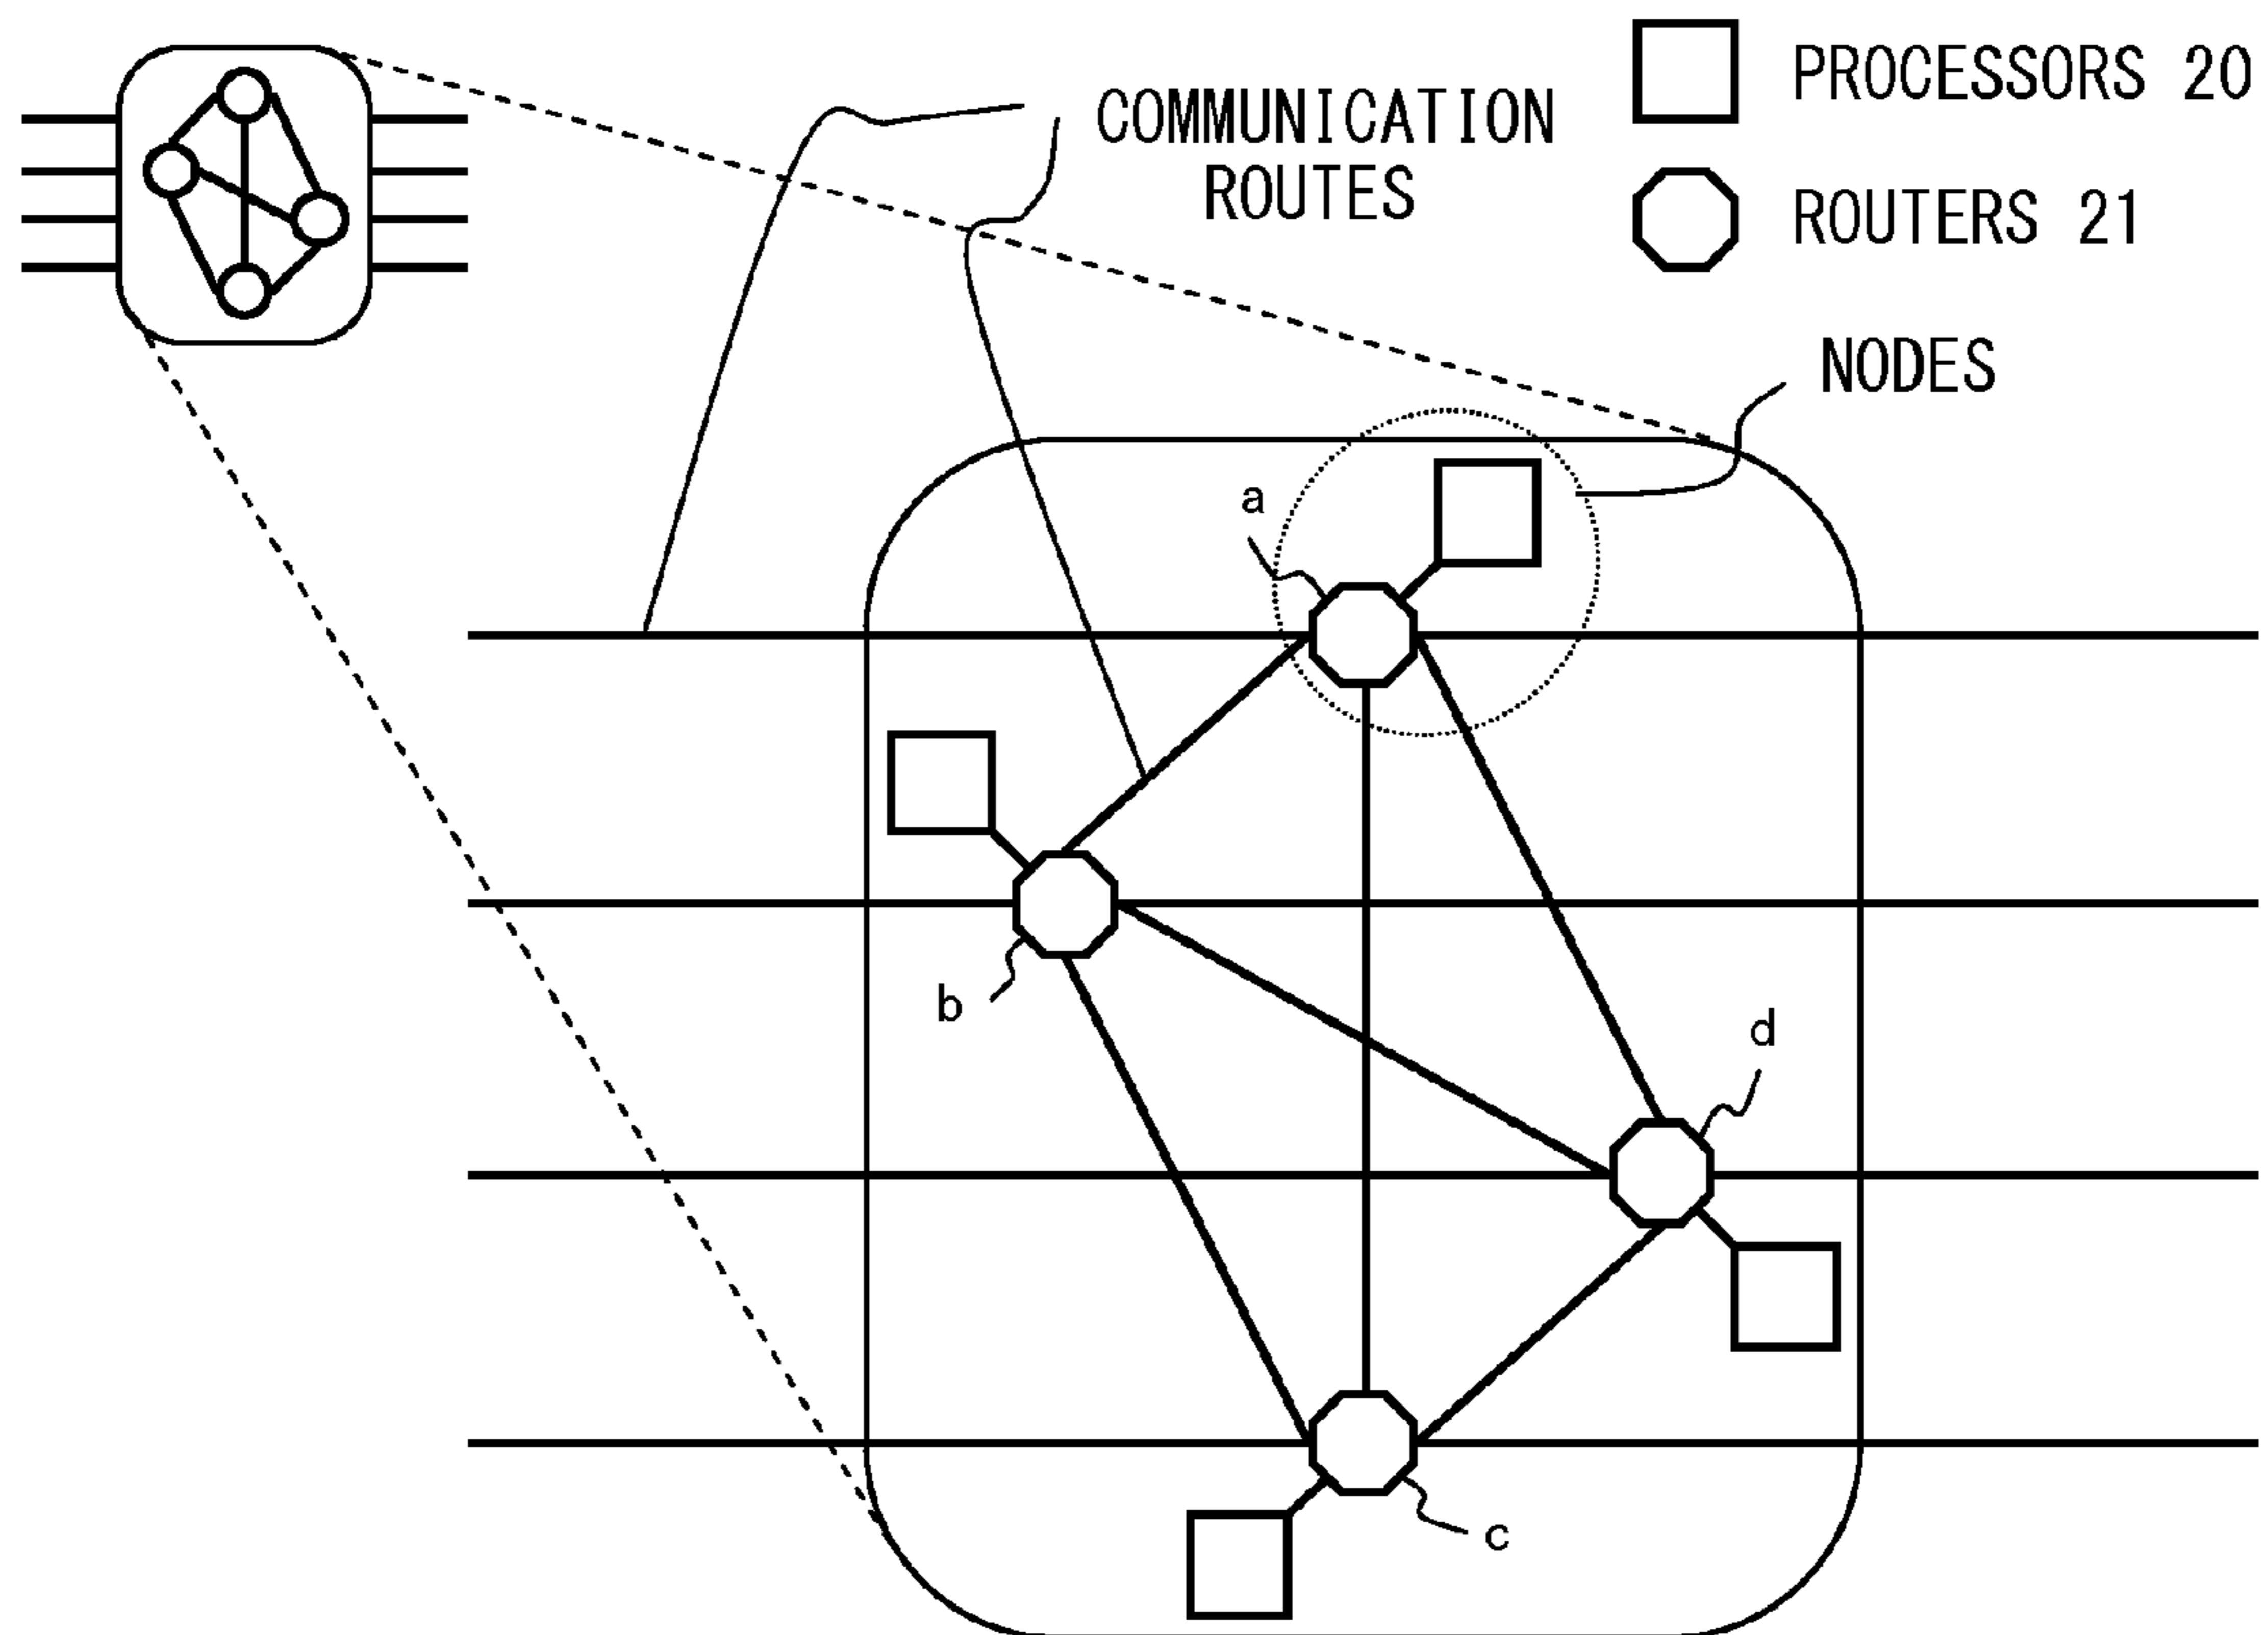 PROCESSORS 20
COMMUNICATION
ROUTES
ROUTERS 21
NODES
a
b
d
c